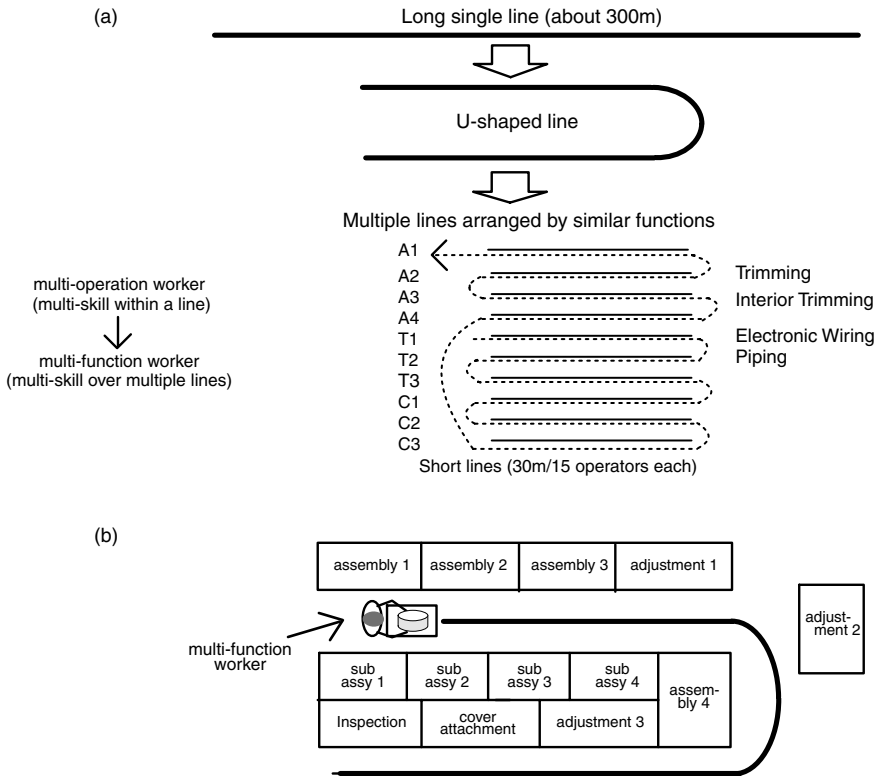 (a)
Long single line (about 300m)
U-shaped line
Multiple lines arranged by similar functions
A1
A2
A3
A4
T1
T2
T3
C1
C2
C3
Trimming
Interior Trimming
Electronic Wiring
Piping
multi-operation worker
(multi-skill within a line)
multi-function worker
(multi-skill over multiple lines)
Short lines (30m/15 operators each)
(b)
assembly 1
assembly 2
assembly 3
adjustment 1
adjust-
ment 2
multi-function
worker
sub
assy 1
sub
assy 2
sub
assy 3
sub
assy 4
assem-
bly 4
Inspection
cover
attachment
adjustment 3